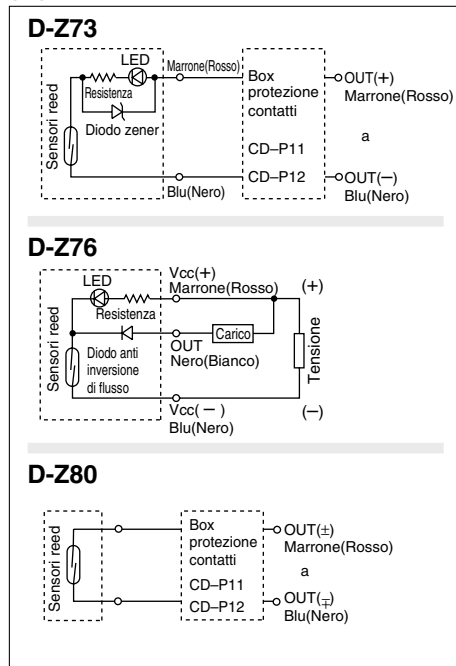 D-Z73
LED
Marrone(Rosso)
Resistenza
Diodo zener
Sensori reed
Blu(Nero)
Box
protezione
contatti
CD–P11
CD–P12
OUT(+)
Marrone(Rosso)
a
OUT(–)
Blu(Nero)
D-Z76
LED
Resistenza
Vcc(+)
Marrone(Rosso)
(+)
Sensori reed
Diodo anti
inversione
di flusso
OUT
Nero(Bianco)
Carico
Tensione
Vcc(–)
Blu(Nero)
(–)
D-Z80
Sensori reed
Box
protezione
contatti
CD–P11
CD–P12
OUT(±)
Marrone(Rosso)
a
OUT(∓)
Blu(Nero)